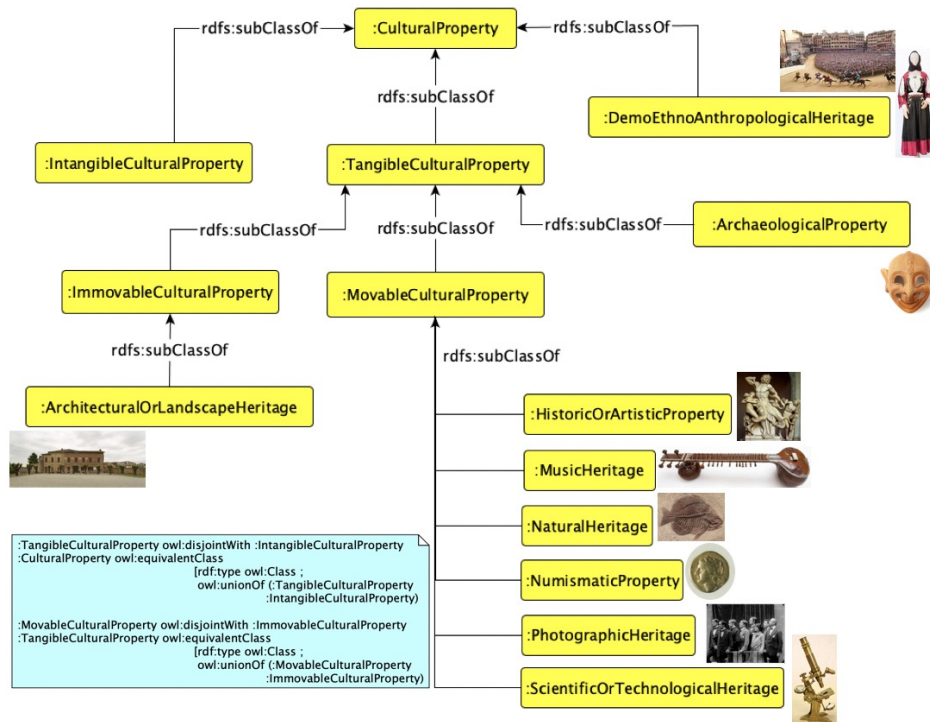 :CulturalProperty
rdfs:subClassOf
rdfs:subClassOf
rdfs:subClassOf
:DemoEthnoAnthropologicalHeritage
:IntangibleCulturalProperty
:TangibleCulturalProperty
rdfs:subClassOf
rdfs:subClassOf
rdfs:subClassOf
:ArchaeologicalProperty
:ImmovableCulturalProperty
:MovableCulturalProperty
rdfs:subClassOf
rdfs:subClassOf
:ArchitecturalOrLandscapeHeritage
:HistoricOrArtisticProperty
:MusicHeritage
:NaturalHeritage
:NumismaticProperty
:PhotographicHeritage
:ScientificOrTechnologicalHeritage
:TangibleCulturalProperty owl:disjointWith :IntangibleCulturalProperty
:CulturalProperty owl:equivalentClass
[rdf:type owl:Class ;
owl:unionOf (:TangibleCulturalProperty
:IntangibleCulturalProperty)
:MovableCulturalProperty owl:disjointWith :ImmovableCulturalProperty
:TangibleCulturalProperty owl:equivalentClass
[rdf:type owl:Class ;
owl:unionOf (:MovableCulturalProperty
:ImmovableCulturalProperty)